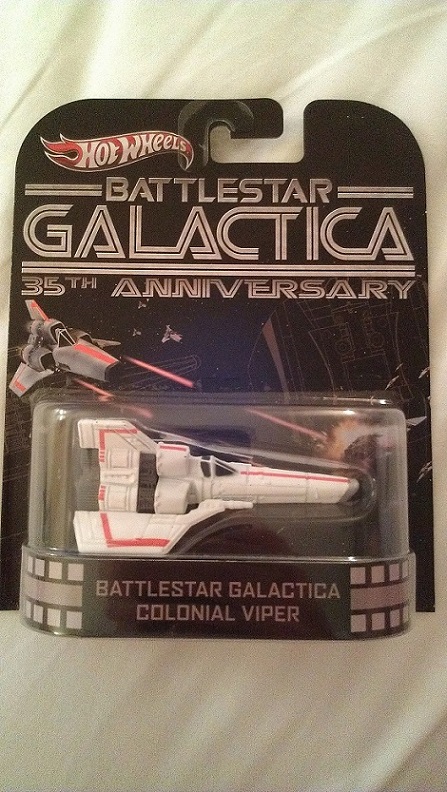 HOT WHEELS
BATTLESTAR
GALACTICA
35TH ANNIVERSARY
BATTLESTAR GALACTICA
COLONIAL VIPER